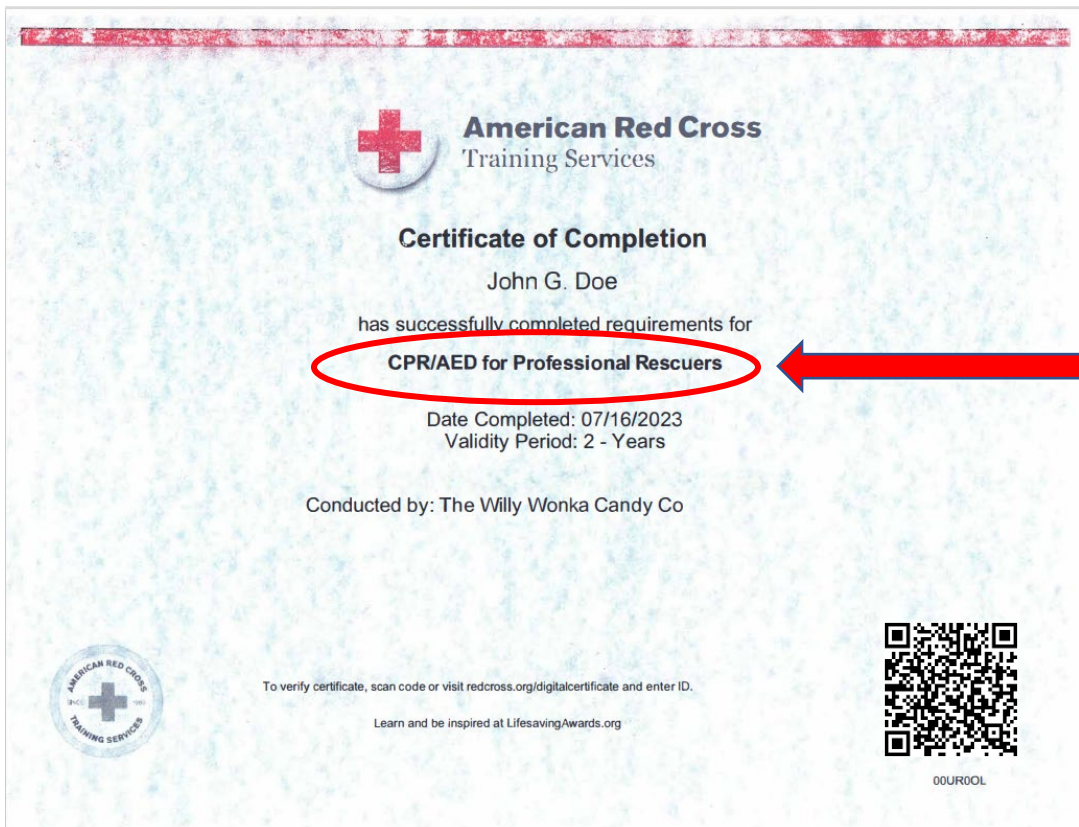 American Red Cross
Training Services
Certificate of Completion
John G. Doe
has successfully completed requirements for
CPR/AED for Professional Rescuers
Date Completed: 07/16/2023
Validity Period: 2 - Years
Conducted by: The Willy Wonka Candy Co
AMERICAN RED CROSS
SINCE
TRAINING SERVICES
To verify certificate, scan code or visit redcross.org/digitalcertificate and enter ID.
Learn and be inspired at LifesavingAwards.org
00UR0OL